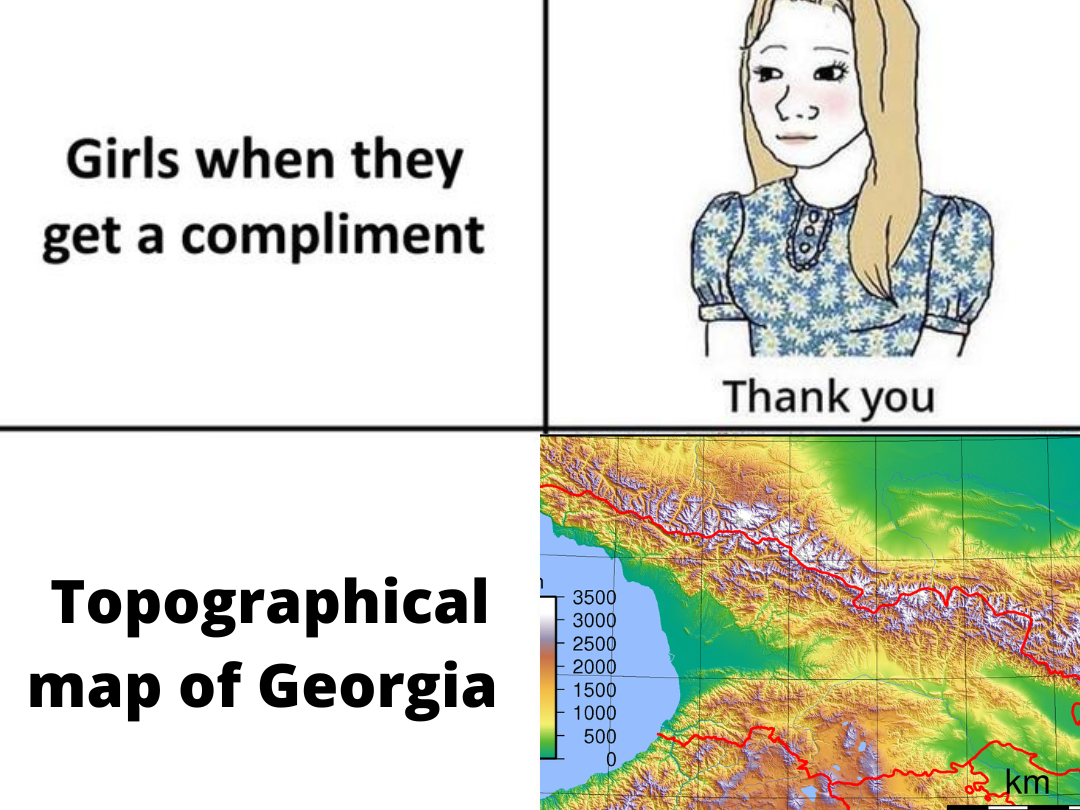 Girls when they
get a compliment
Thank you
Topographical
map of Georgia
3500
3000
2500
2000
1500
1000
500
0
km